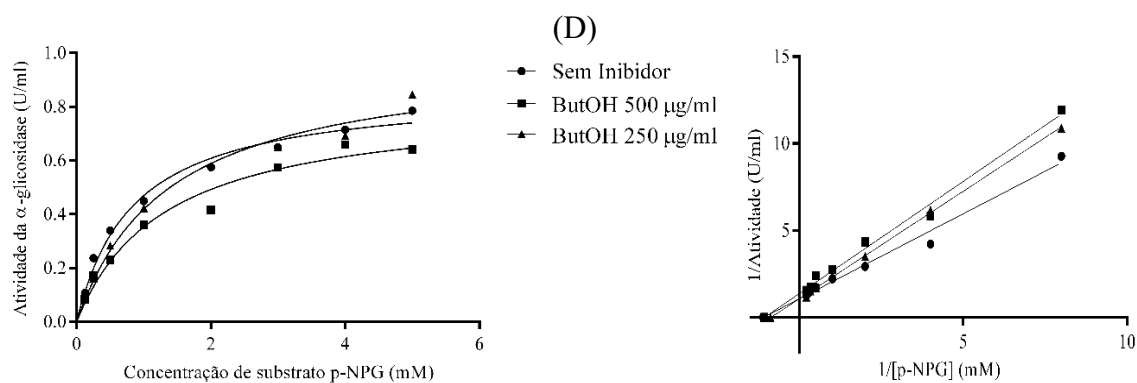 (D)
Atividade da α-glicosidase (U/ml)
1.0
0.8
0.6
0.4
0.2
0.0
0
2
4
6
Concentração de substrato p-NPG (mM)
Sem Inibidor
ButOH 500 µg/ml
ButOH 250 µg/ml
1/Atividade (U/ml)
15
10
5
5
10
1/[p-NPG] (mM)